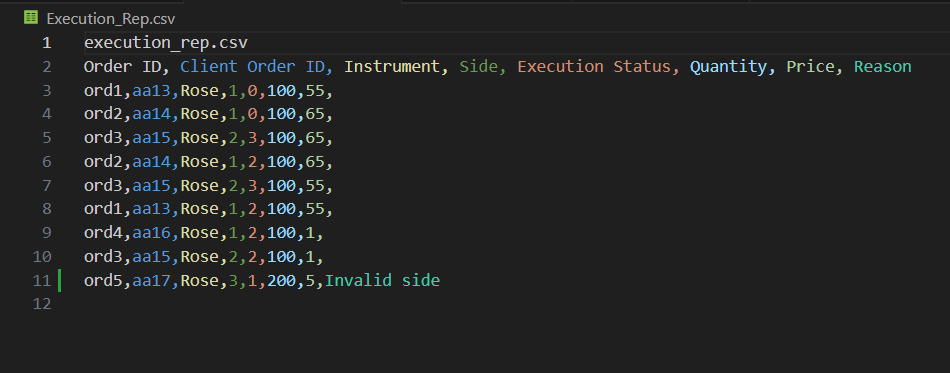 Execution_Rep.csv
1 execution_rep.csv
2 Order ID, Client Order ID, Instrument, Side, Execution Status, Quantity, Price, Reason
3 ord1,aa13,Rose,1,0,100,55,
4 ord2,aa14,Rose,1,0,100,65,
5 ord3,aa15,Rose,2,3,100,65,
6 ord2,aa14,Rose,1,2,100,65,
7 ord3,aa15,Rose,2,3,100,55,
8 ord1,aa13,Rose,1,2,100,55,
9 ord4,aa16,Rose,1,2,100,1,
10 ord3,aa15,Rose,2,2,100,1,
11 ord5,aa17,Rose,3,1,200,5,Invalid side
12